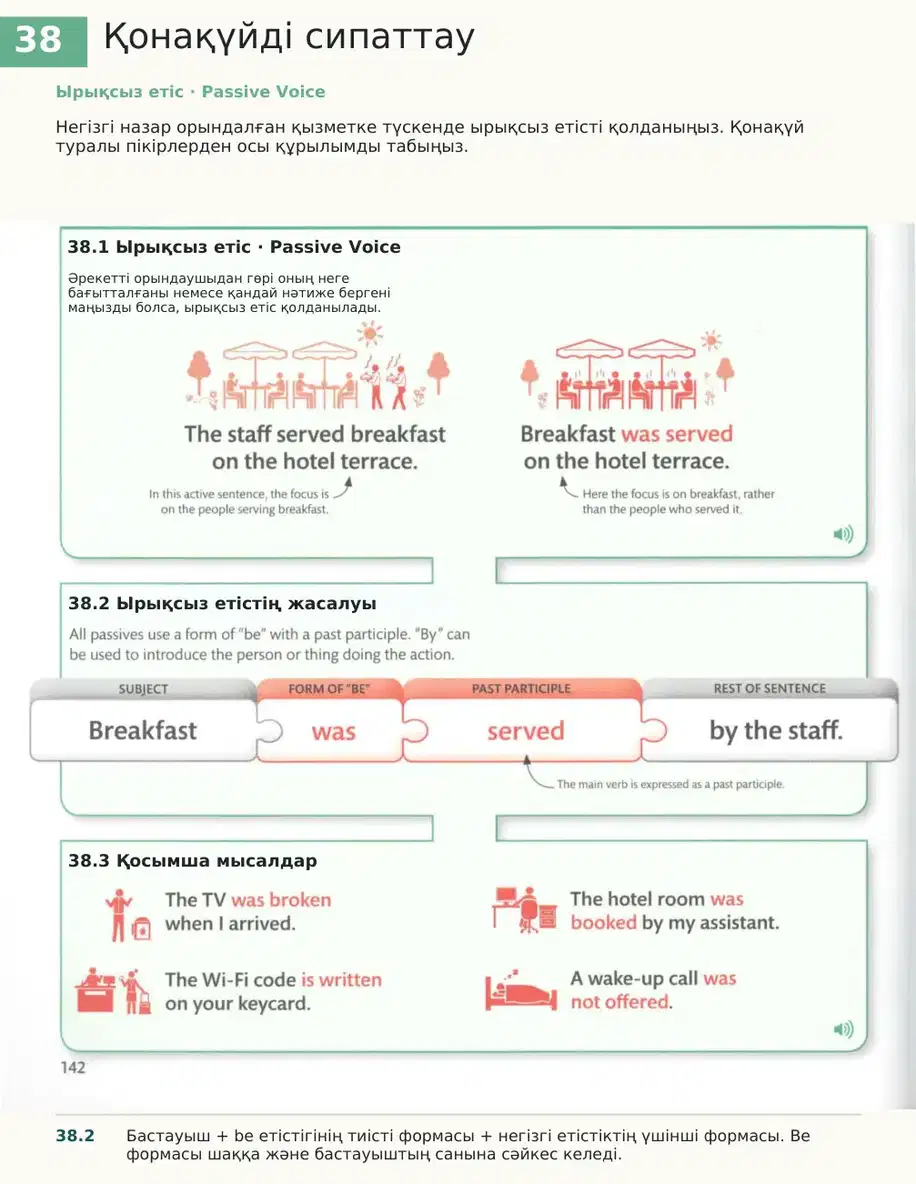 38
Қонақүйді сипаттау
Ырықсыз етіс · Passive Voice
Негізгі назар орындалған қызметке түскенде ырықсыз етісті қолданыңыз. Қонақүй
туралы пікірлерден осы құрылымды табыңыз.
38.1 Ырықсыз етіс · Passive Voice
Әрекетті орындаушыдан гөрі оның неге
бағытталғаны немесе қандай нәтиже бергені
маңызды болса, ырықсыз етіс қолданылады.
The staff served breakfast
on the hotel terrace.
In this active sentence, the focus is
on the people serving breakfast.
Breakfast was served
on the hotel terrace.
Here the focus is on breakfast, rather
than the people who served it.
38.2 Ырықсыз етістің жасалуы
All passives use a form of "be" with a past participle. "By" can
be used to introduce the person or thing doing the action.
SUBJECT FORM OF "BE" PAST PARTICIPLE REST OF SENTENCE
Breakfast was served by the staff.
The main verb is expressed as a past participle.
38.3 Қосымша мысалдар
The TV was broken
when I arrived.
The hotel room was
booked by my assistant.
The Wi-Fi code is written
on your keycard.
A wake-up call was
not offered.
142
38.2 Бастауыш + be етістігінің тиісті формасы + негізгі етістіктің үшінші формасы. Be
формасы шаққа және бастауыштың санына сәйкес келеді.